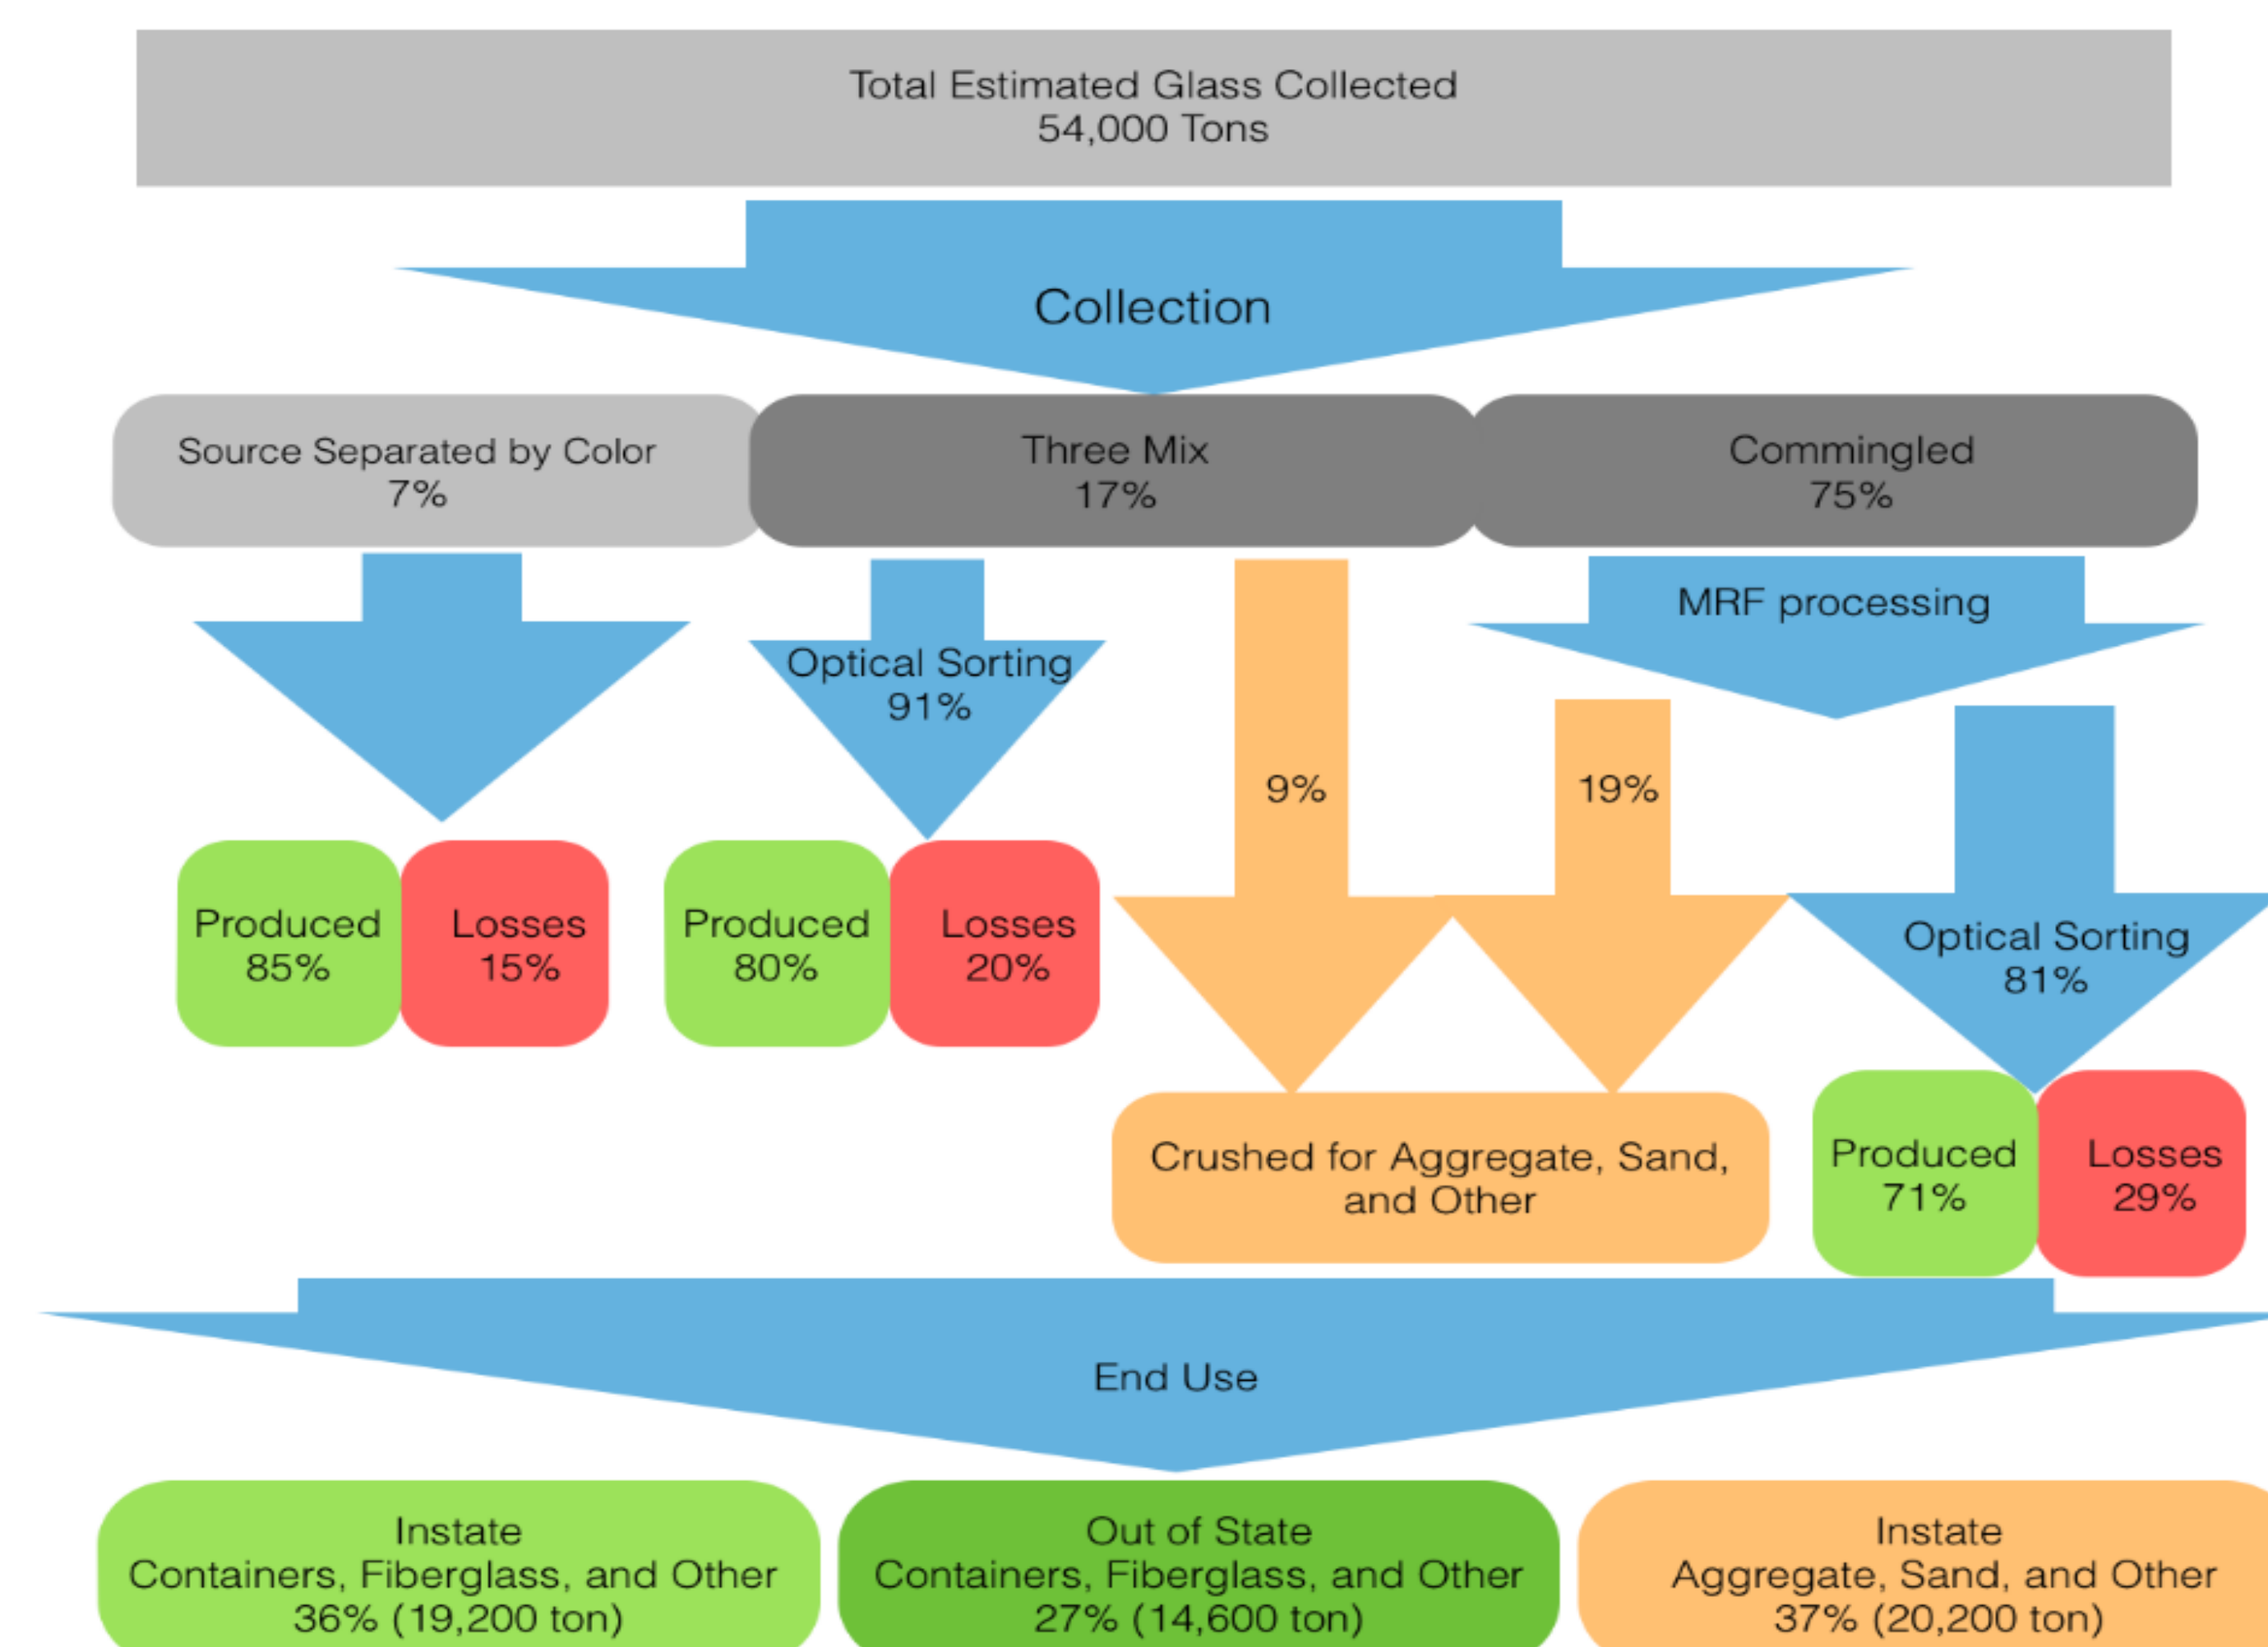 Total Estimated Glass Collected
54,000 Tons
Collection
Source Separated by Color
7%
Three Mix
17%
Commingled
75%
MRF processing
Optical Sorting
91%
9%
19%
Produced
85%
Losses
15%
Produced
80%
Losses
20%
Optical Sorting
81%
Crushed for Aggregate, Sand,
and Other
Produced
71%
Losses
29%
End Use
Instate
Containers, Fiberglass, and Other
36% (19,200 ton)
Out of State
Containers, Fiberglass, and Other
27% (14,600 ton)
Instate
Aggregate, Sand, and Other
37% (20,200 ton)